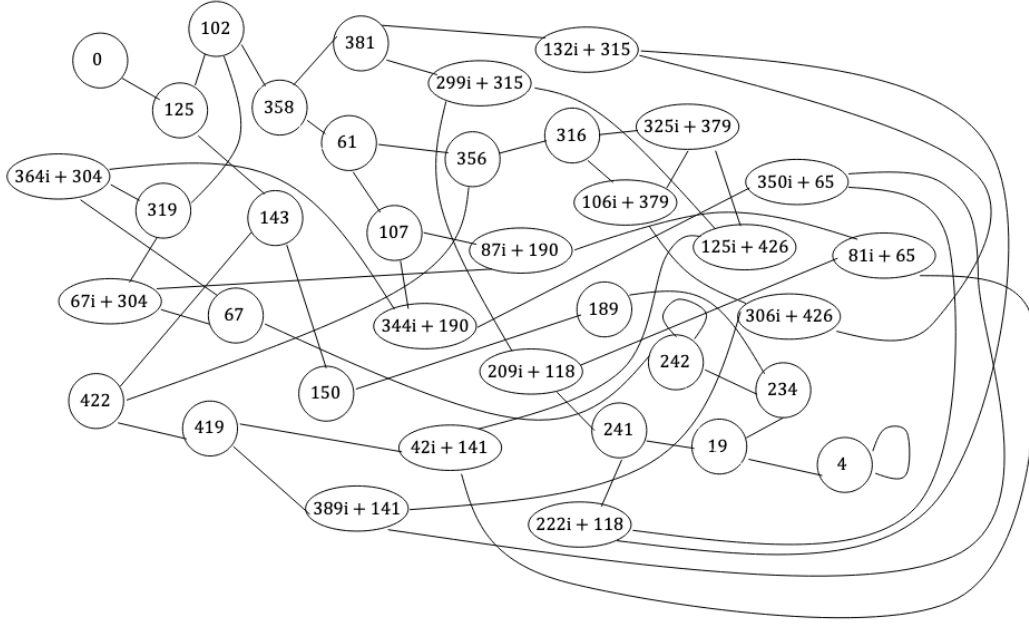 102
381
132i + 315
0
299i + 315
125
358
316
325i + 379
61
356
364i + 304
350i + 65
319
106i + 379
143
107
87i + 190
125i + 426
81i + 65
67i + 304
67
344i + 190
189
306i + 426
209i + 118
242
422
150
234
419
42i + 141
241
19
4
389i + 141
222i + 118